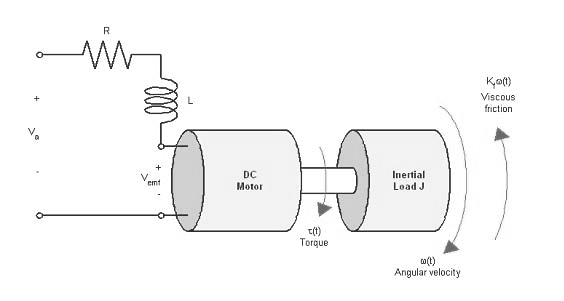 R
L
+
Va
-
+
Vemf
-
DC
Motor
Inertial
Load J
τ(t)
Torque
Kfω(t)
Viscous
friction
ω(t)
Angular velocity